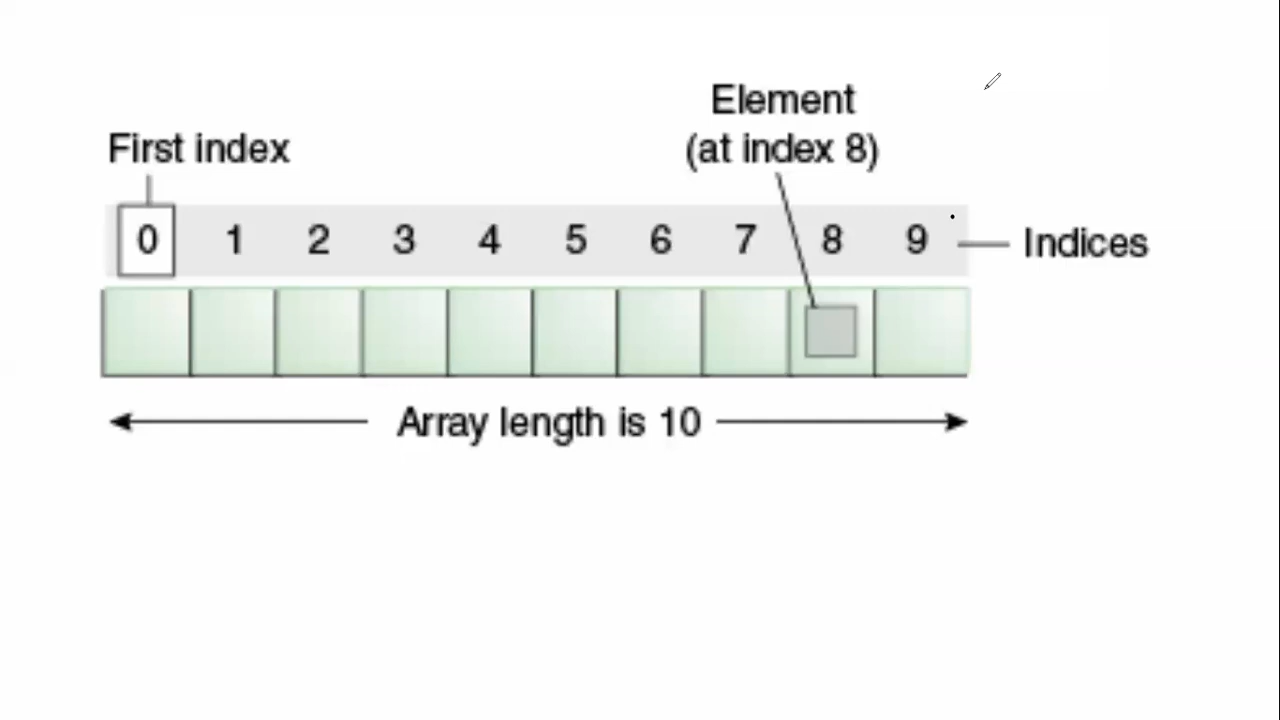 Element
(at index 8)
First index
0 1 2 3 4 5 6 7 8 9
Indices
Array length is 10